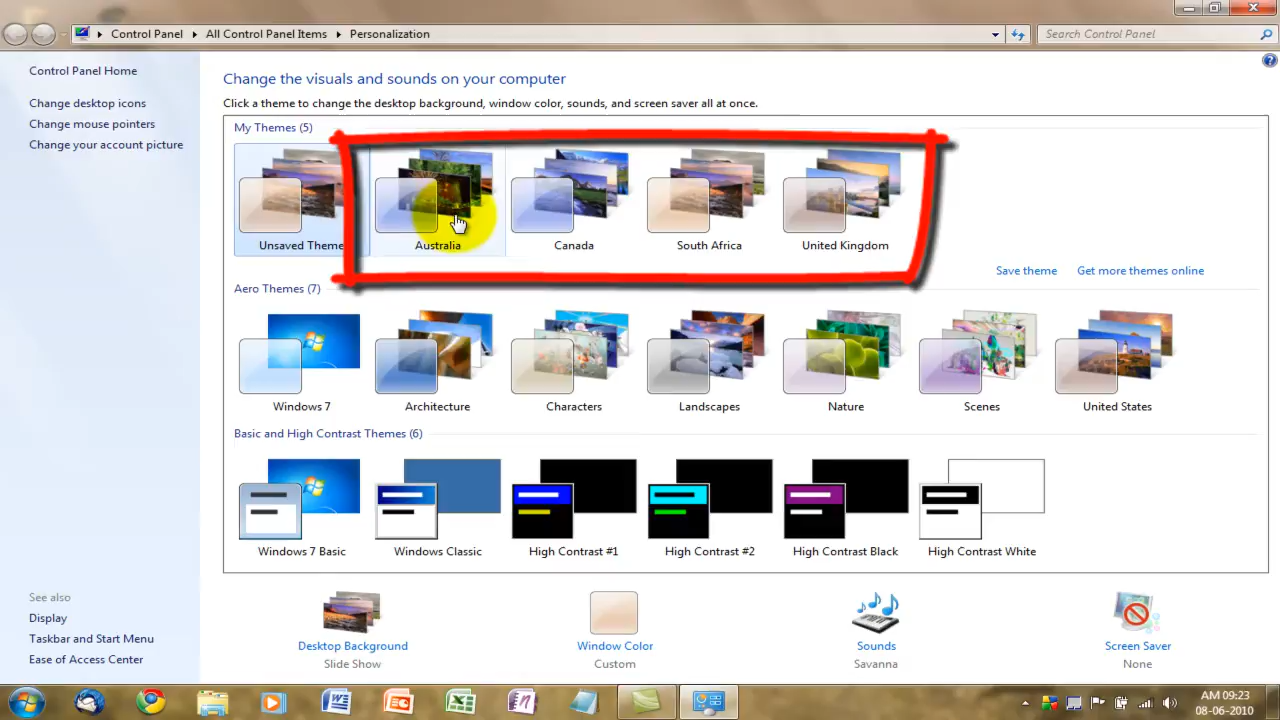 Control Panel
All Control Panel Items
Personalization
Search Control Panel
Control Panel Home
Change desktop icons
Change mouse pointers
Change your account picture
Change the visuals and sounds on your computer
Click a theme to change the desktop background, window color, sounds, and screen saver all at once.
My Themes (5)
Unsaved Theme
Australia
Canada
South Africa
United Kingdom
Save theme
Get more themes online
Aero Themes (7)
Windows 7
Architecture
Characters
Landscapes
Nature
Scenes
United States
Basic and High Contrast Themes (6)
Windows 7 Basic
Windows Classic
High Contrast #1
High Contrast #2
High Contrast Black
High Contrast White
See also
Display
Taskbar and Start Menu
Ease of Access Center
Desktop Background
Slide Show
Window Color
Custom
Sounds
Savanna
Screen Saver
None
AM 09:23
08-06-2010